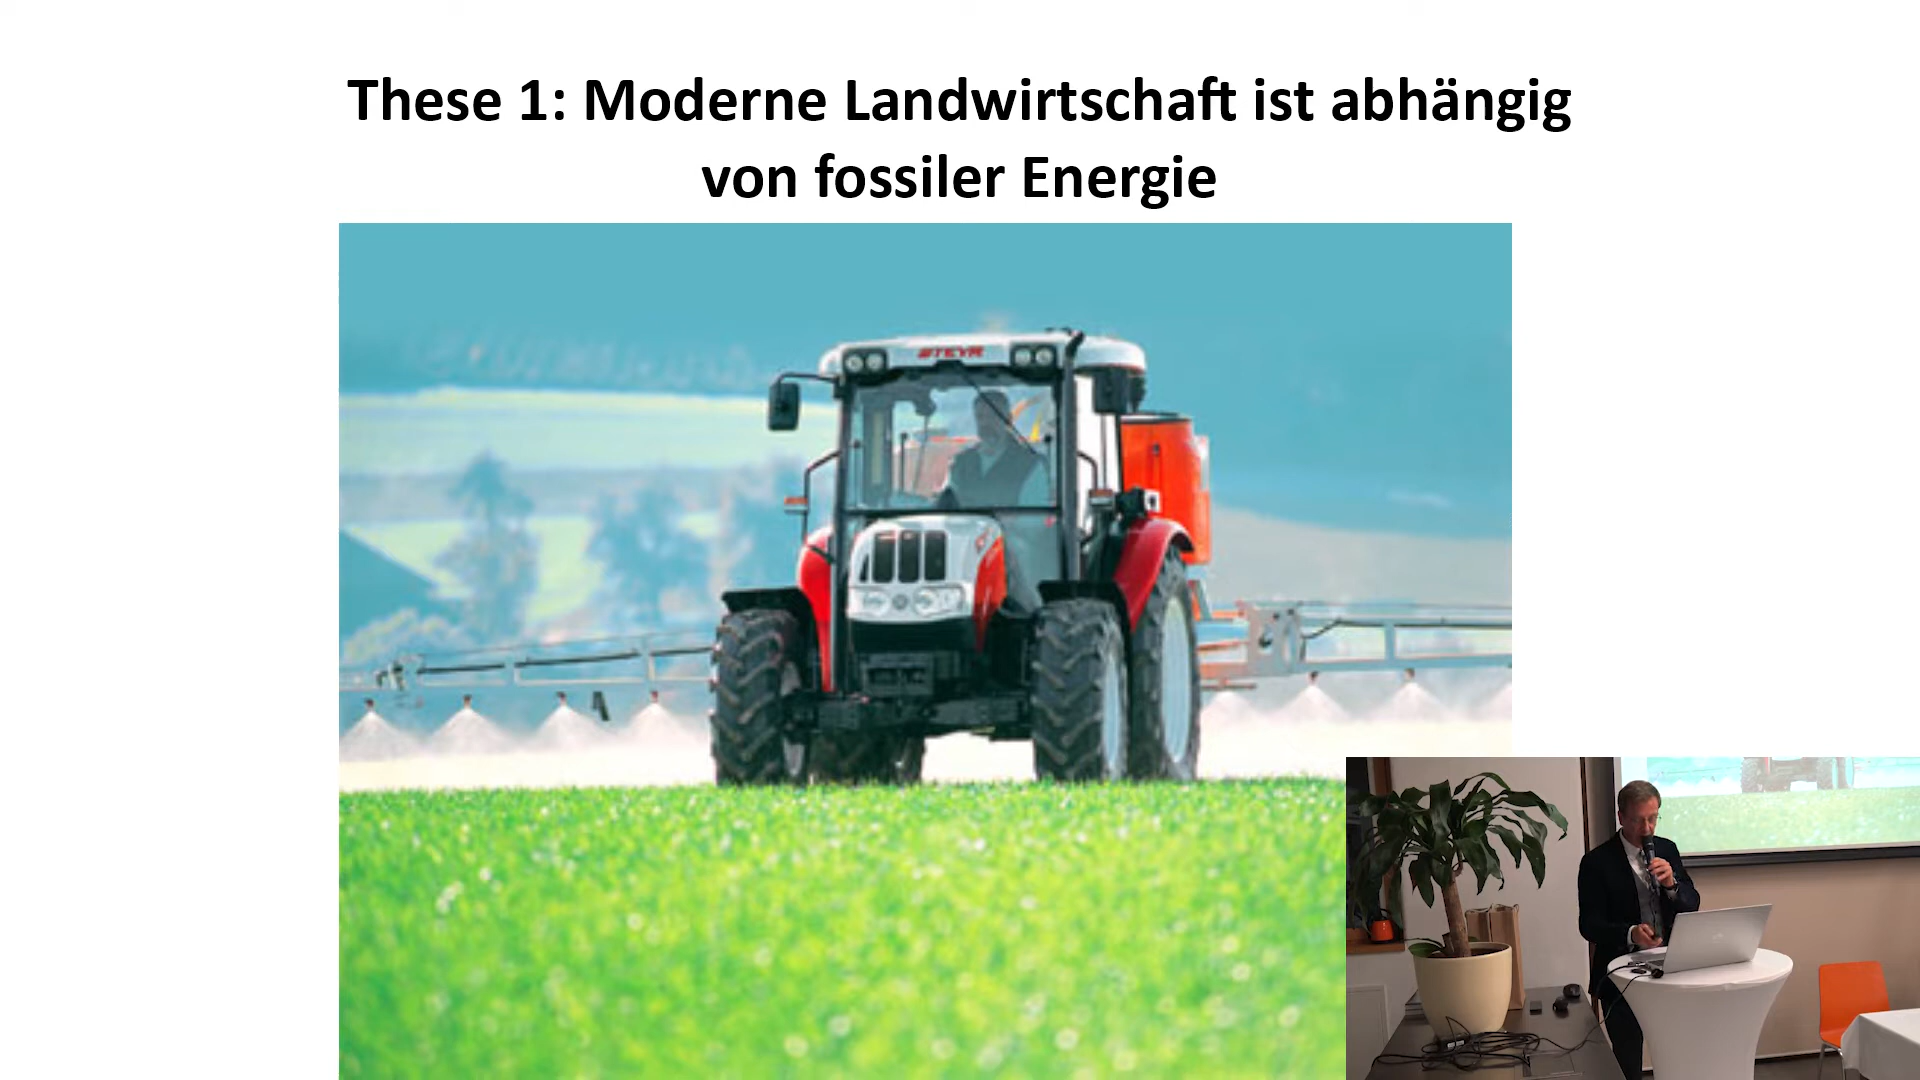 These 1: Moderne Landwirtschaft ist abhängig
von fossiler Energie
STEYR